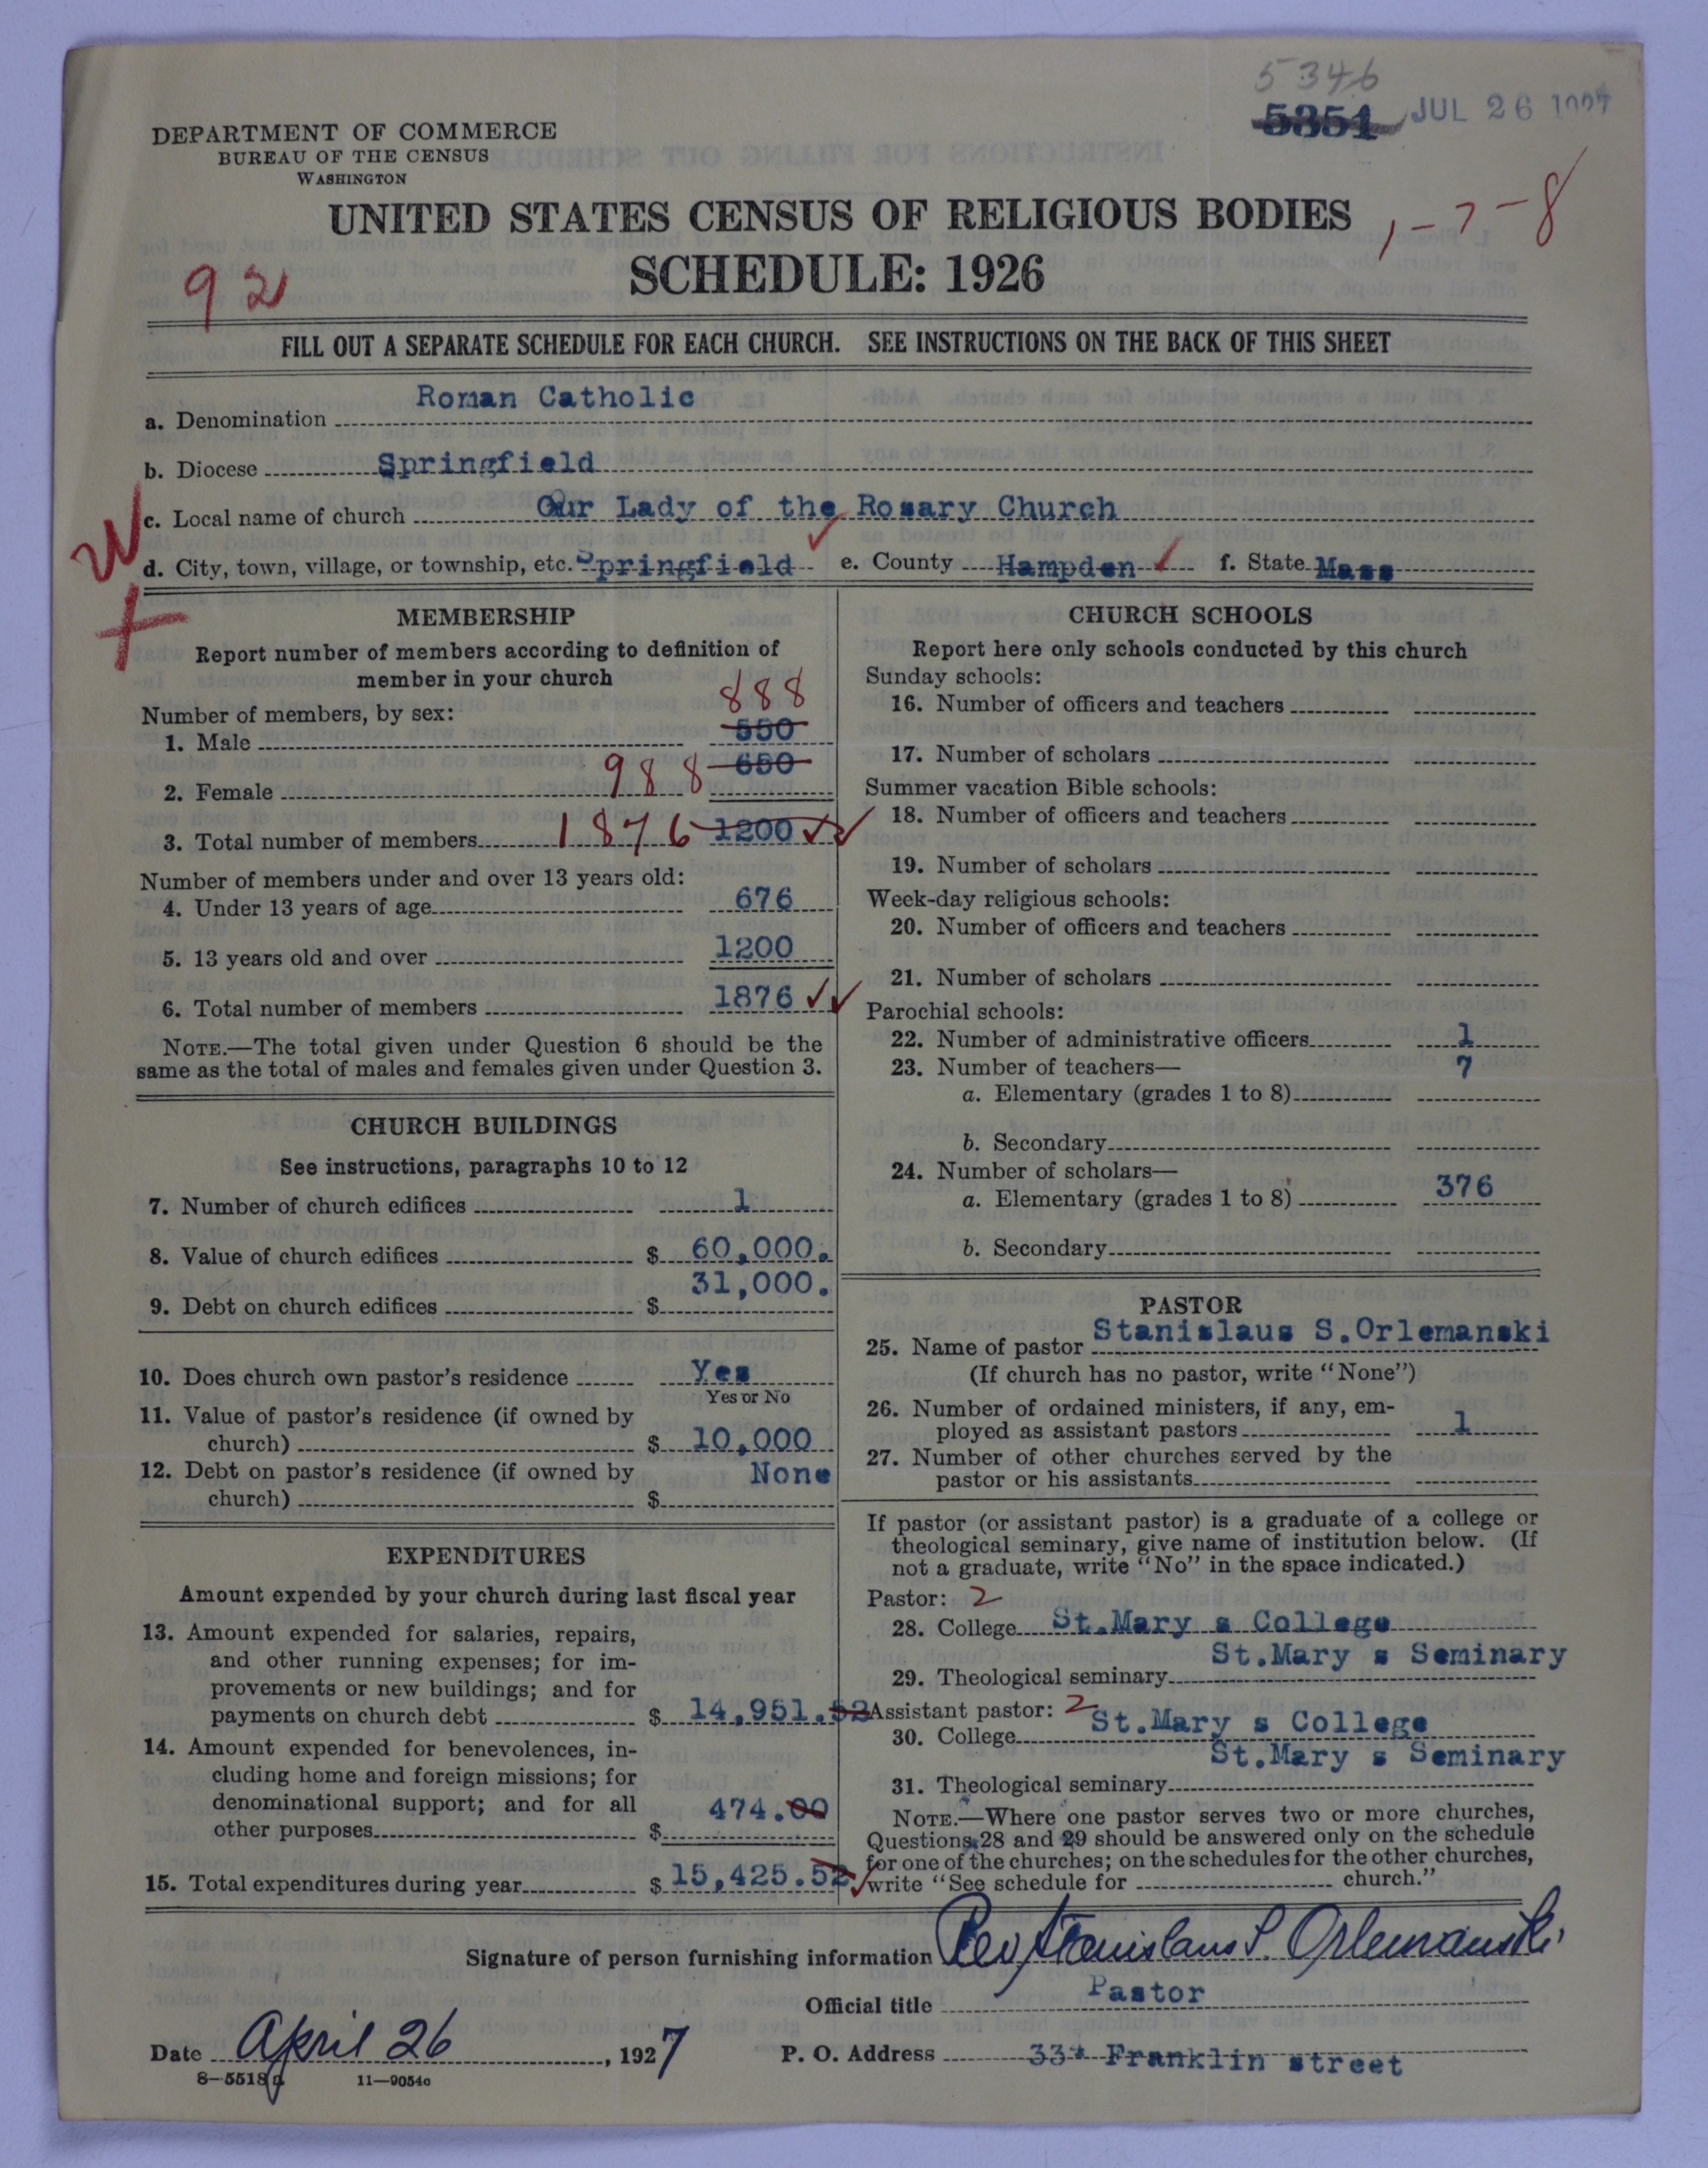 5346
5351 JUL 26 1927
DEPARTMENT OF COMMERCE
BUREAU OF THE CENSUS
WASHINGTON
UNITED STATES CENSUS OF RELIGIOUS BODIES
1-7-8
SCHEDULE: 1926
92
FILL OUT A SEPARATE SCHEDULE FOR EACH CHURCH. SEE INSTRUCTIONS ON THE BACK OF THIS SHEET
a. Denomination Roman Catholic
b. Diocese Springfield
c. Local name of church Our Lady of the Rosary Church
W
d. City, town, village, or township, etc. Springfield e. County Hampden f. State Mass
MEMBERSHIP
Report number of members according to definition of
member in your church
888
Number of members, by sex:
1. Male 550
2. Female 988 650
3. Total number of members 1876 1200
Number of members under and over 13 years old:
4. Under 13 years of age 676
5. 13 years old and over 1200
6. Total number of members 1876
NOTE.—The total given under Question 6 should be the
same as the total of males and females given under Question 3.
CHURCH BUILDINGS
See instructions, paragraphs 10 to 12
7. Number of church edifices 1
8. Value of church edifices $ 60,000.
9. Debt on church edifices $ 31,000.
10. Does church own pastor's residence Yes
Yes or No
11. Value of pastor's residence (if owned by
church) $ 10,000
12. Debt on pastor's residence (if owned by
church) $ None
EXPENDITURES
Amount expended by your church during last fiscal year
13. Amount expended for salaries, repairs,
and other running expenses; for im-
provements or new buildings; and for
payments on church debt $ 14,951.52
14. Amount expended for benevolences, in-
cluding home and foreign missions; for
denominational support; and for all
other purposes $ 474.00
15. Total expenditures during year $ 15,425.52
CHURCH SCHOOLS
Report here only schools conducted by this church
Sunday schools:
16. Number of officers and teachers
17. Number of scholars
Summer vacation Bible schools:
18. Number of officers and teachers
19. Number of scholars
Week-day religious schools:
20. Number of officers and teachers
21. Number of scholars
Parochial schools:
22. Number of administrative officers 1
23. Number of teachers—
a. Elementary (grades 1 to 8) 7
b. Secondary
24. Number of scholars—
a. Elementary (grades 1 to 8) 376
b. Secondary
PASTOR
25. Name of pastor Stanislaus S.Orlemanski
(If church has no pastor, write "None")
26. Number of ordained ministers, if any, em-
ployed as assistant pastors 1
27. Number of other churches served by the
pastor or his assistants
If pastor (or assistant pastor) is a graduate of a college or
theological seminary, give name of institution below. (If
not a graduate, write "No" in the space indicated.)
Pastor: 2
28. College St.Mary s College
29. Theological seminary St.Mary s Seminary
Assistant pastor: 2
30. College St.Mary s College
31. Theological seminary St.Mary s Seminary
NOTE.—Where one pastor serves two or more churches,
Questions 28 and 29 should be answered only on the schedule
for one of the churches; on the schedules for the other churches,
write "See schedule for church."
Signature of person furnishing information Rev Stanislaus S. Orlemanski
Official title Pastor
Date April 26, 1927 P. O. Address Franklin street
8-5518 11-9054c